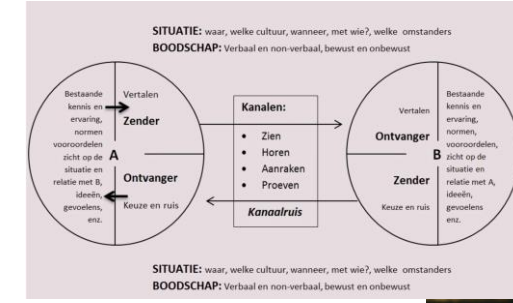 SITUATIE: waar, welke cultuur, wanneer, met wie?, welke omstanders
BOODSCHAP: Verbaal en non-verbaal, bewust en onbewust
Bestaande
kennis en
ervaring,
normen
vooroordelen
zicht op de
situatie en
relatie met B,
ideeën,
gevoelens,
enz.
Vertalen
Zender
A
Ontvanger
Keuze en ruis
Kanalen:
• Zien
• Horen
• Aanraken
• Proeven
Kanaalruis
Vertalen
Ontvanger
B
Zender
Keuze en ruis
Bestaande
kennis en
ervaring,
normen,
vooroordelen,
zicht op de
situatie en
relatie met A,
ideeën,
gevoelens,
enz.
SITUATIE: waar, welke cultuur, wanneer, met wie?, welke omstanders
BOODSCHAP: Verbaal en non-verbaal, bewust en onbewust